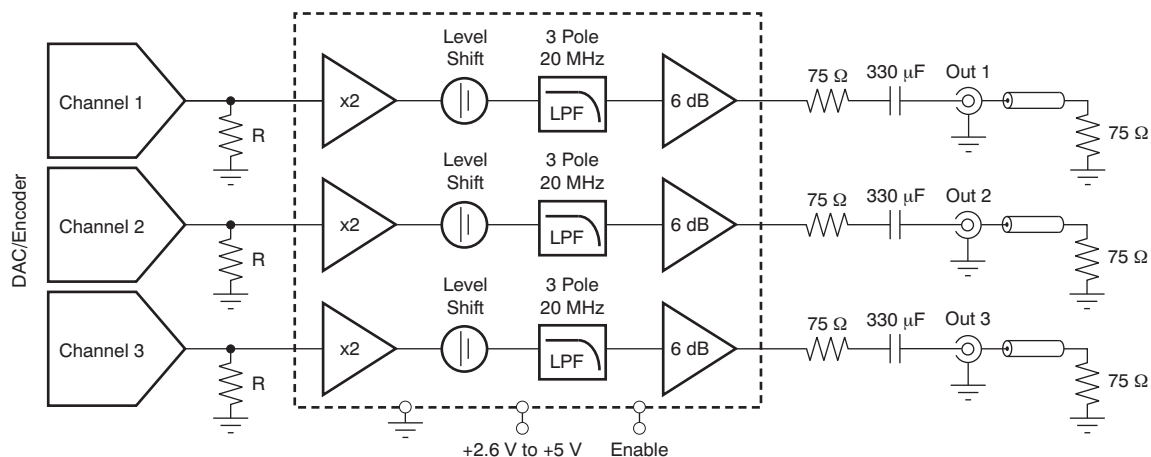 DAC/Encoder
Channel 1
R
x2
Level
Shift
3 Pole
20 MHz
LPF
6 dB
75 Ω
330 µF
Out 1
75 Ω
Channel 2
R
x2
Level
Shift
3 Pole
20 MHz
LPF
6 dB
75 Ω
330 µF
Out 2
75 Ω
Channel 3
R
x2
Level
Shift
3 Pole
20 MHz
LPF
6 dB
75 Ω
330 µF
Out 3
75 Ω
+2.6 V to +5 V
Enable